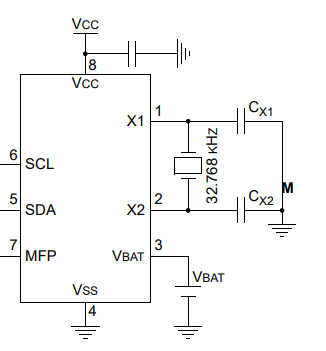 VCC
8
VCC
X1
1
CX1
32.768 KHZ
6
SCL
M
5
SDA
X2
2
CX2
7
MFP
VBAT
3
VBAT
VSS
4